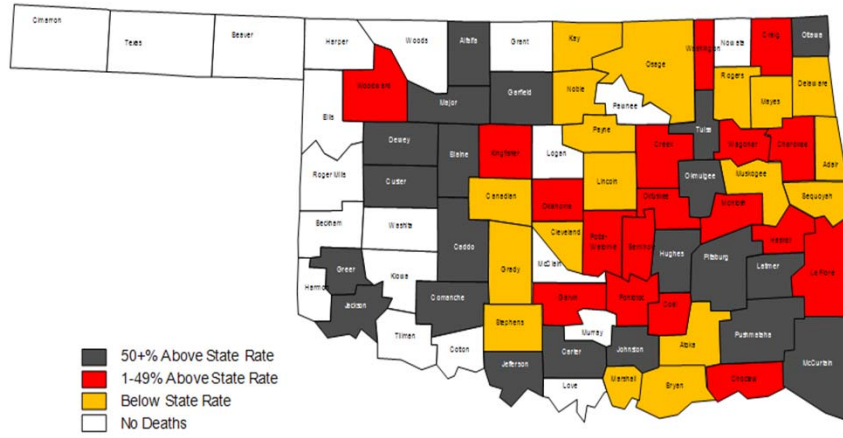 Cimarron
Texas
Beaver
Harper
Woods
Alfalfa
Grant
Kay
Osage
Washington
Nowata
Craig
Ottawa
Woodward
Major
Garfield
Noble
Pawnee
Rogers
Mayes
Delaware
Ellis
Dewey
Blaine
Kingfisher
Logan
Payne
Creek
Tulsa
Wagoner
Cherokee
Adair
Roger Mills
Custer
Canadian
Oklahoma
Lincoln
Okfuskee
Okmulgee
Muskogee
Sequoyah
McIntosh
Beckham
Washita
Caddo
Grady
Cleveland
McClain
Potta-
Watomie
Seminole
Hughes
Pittsburg
Haskell
Latimer
Le Flore
Greer
Kiowa
Harmon
Jackson
Comanche
Garvin
Pontotoc
Coal
Tillman
Cotton
Stephens
Murray
Carter
Johnston
Atoka
Pushmataha
McCurtain
Jefferson
Love
Marshall
Bryan
Choctaw
50+% Above State Rate
1-49% Above State Rate
Below State Rate
No Deaths